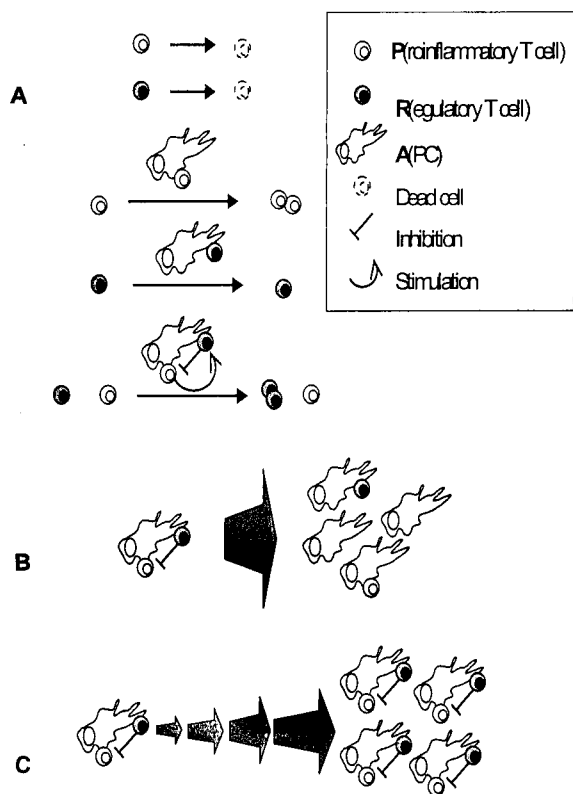 A
P(roinflammatory T cell)
R(egulatory T cell)
A(PC)
Dead cell
Inhibition
Stimulation
B
C